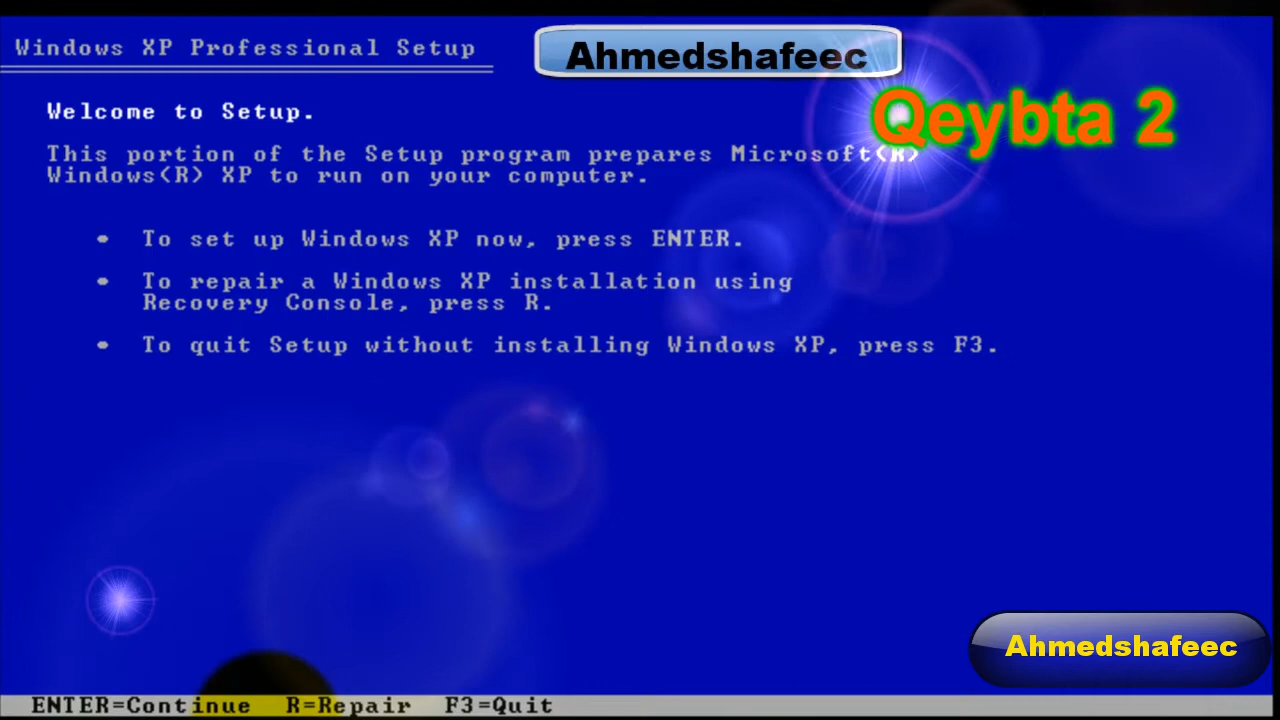 Windows XP Professional Setup
Ahmedshafeec
Qeybta 2
Welcome to Setup.
This portion of the Setup program prepares Microsoft(R)
Windows(R) XP to run on your computer.
• To set up Windows XP now, press ENTER.
• To repair a Windows XP installation using
Recovery Console, press R.
• To quit Setup without installing Windows XP, press F3.
Ahmedshafeec
ENTER=Continue R=Repair F3=Quit